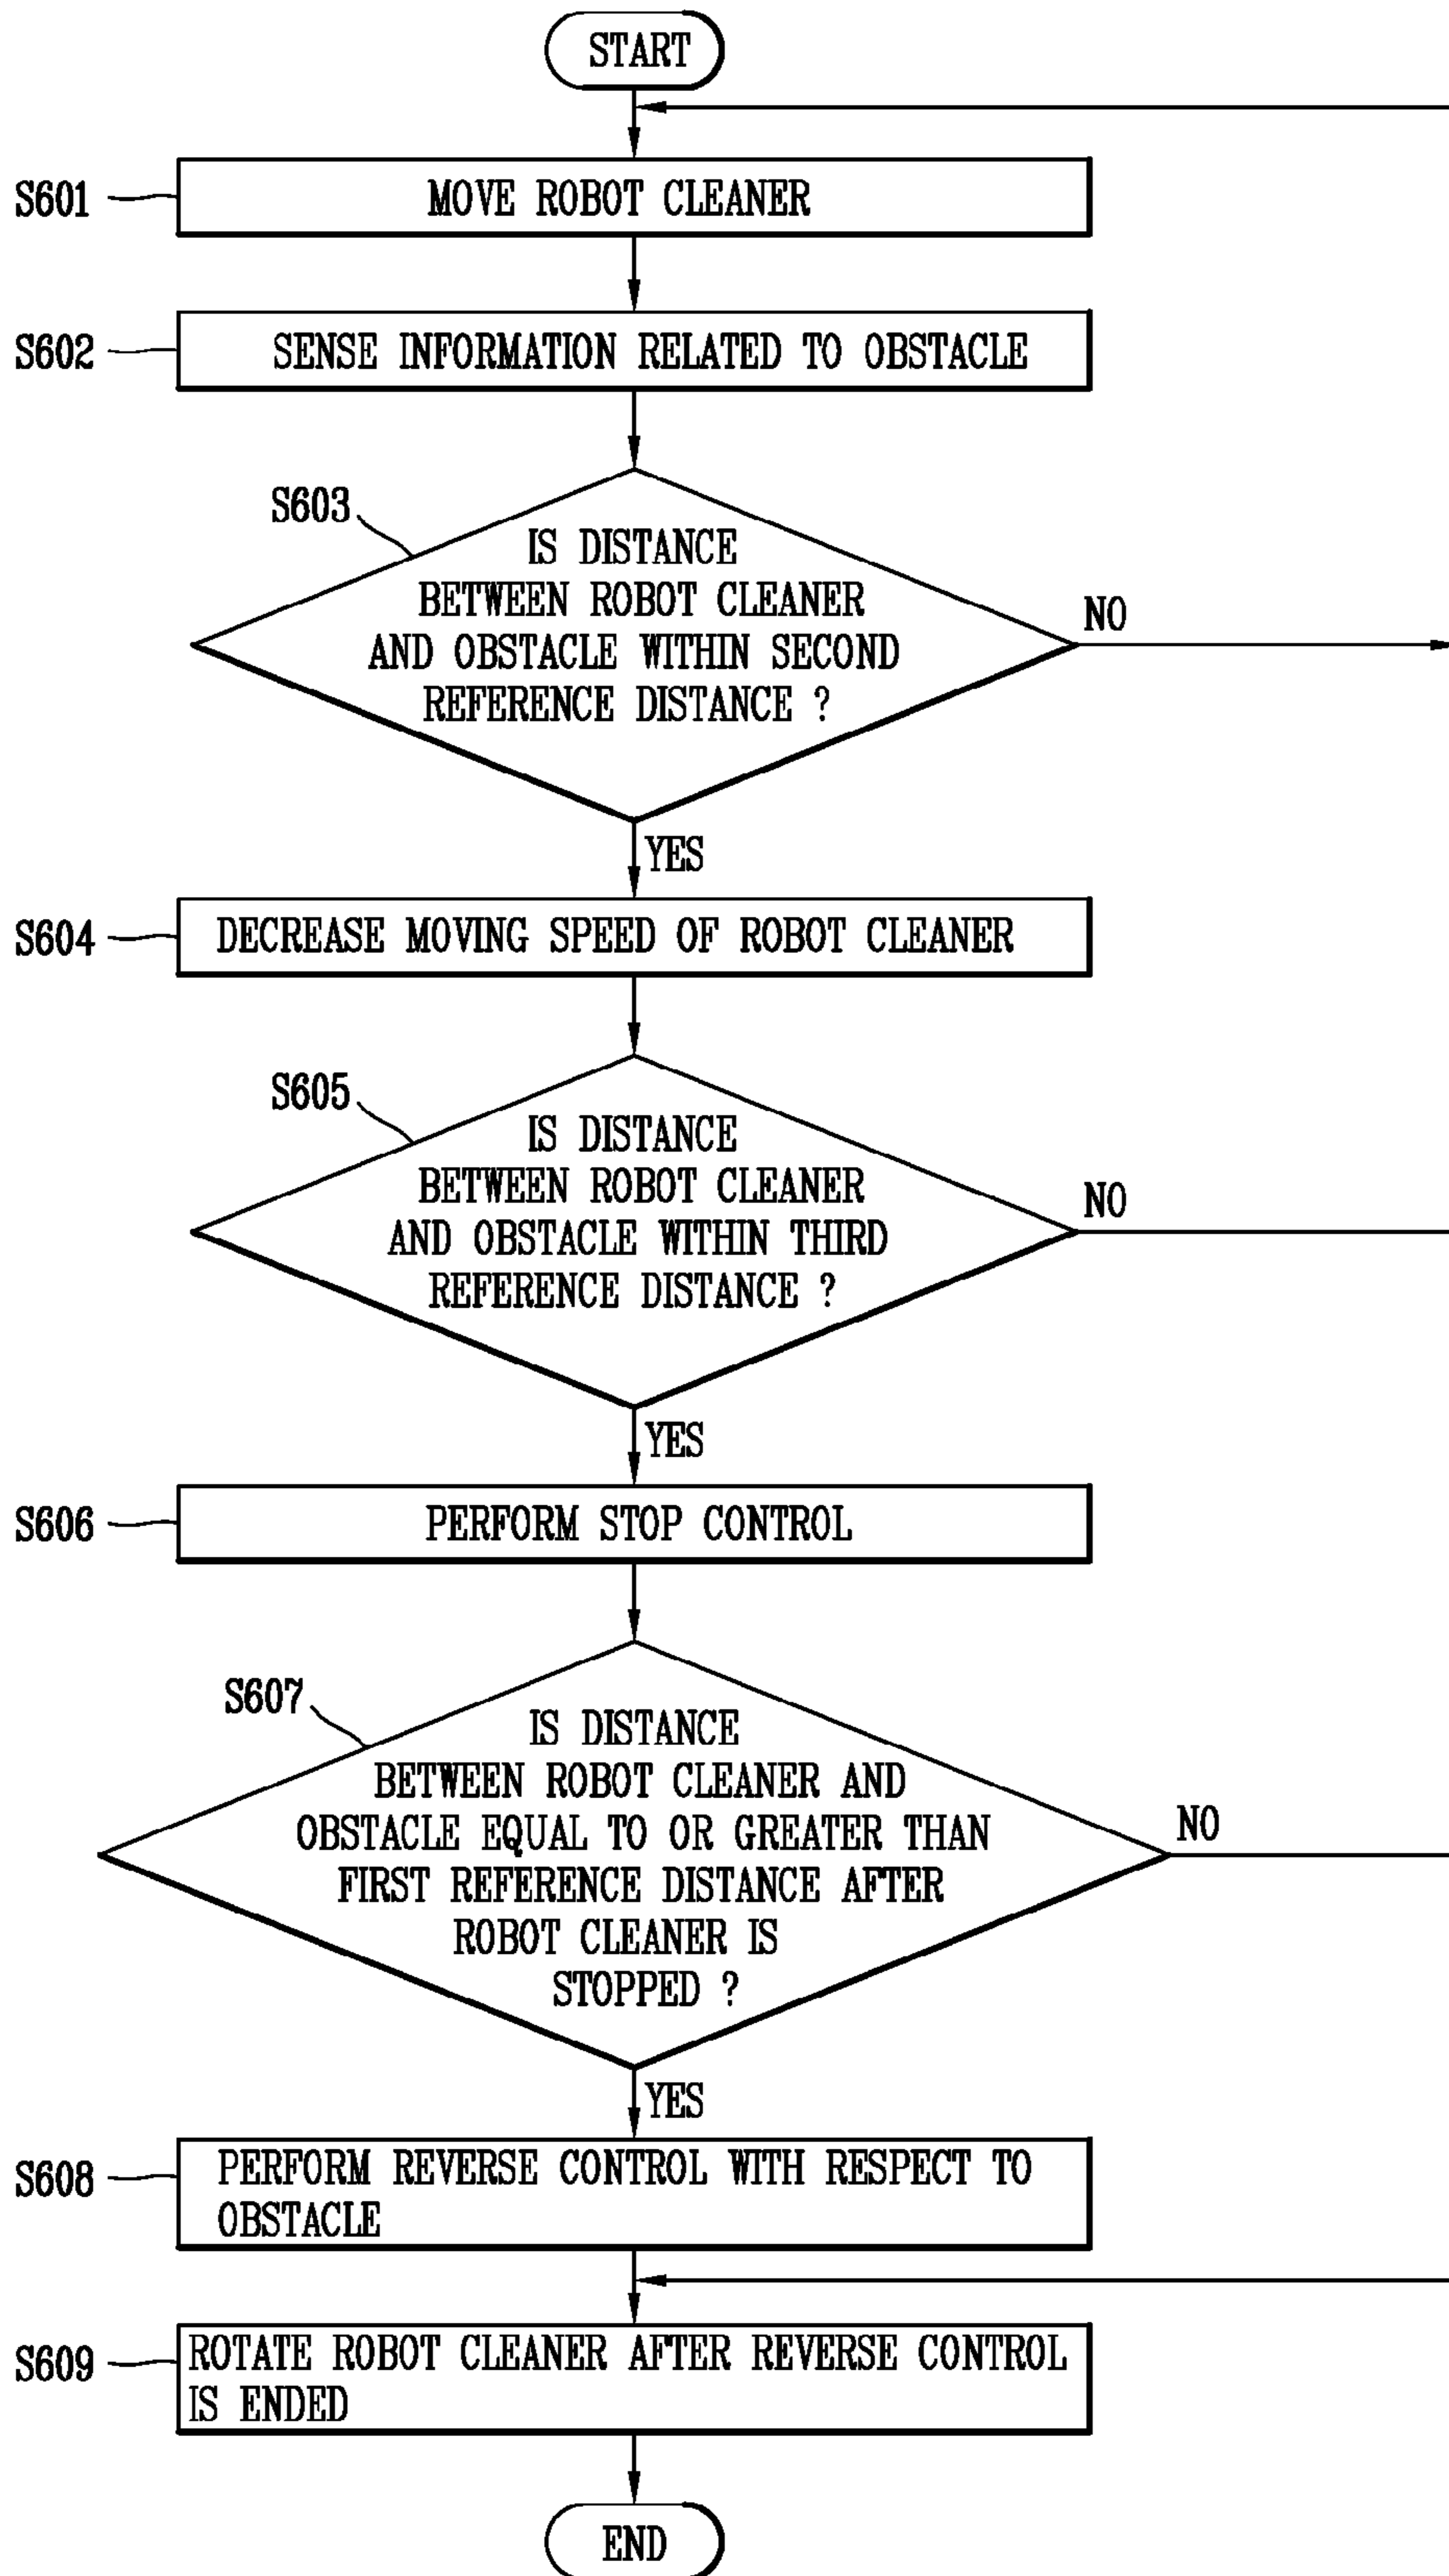 START
S601
MOVE ROBOT CLEANER
S602
SENSE INFORMATION RELATED TO OBSTACLE
S603
IS DISTANCE
BETWEEN ROBOT CLEANER
AND OBSTACLE WITHIN SECOND
REFERENCE DISTANCE ?
NO
YES
S604
DECREASE MOVING SPEED OF ROBOT CLEANER
S605
IS DISTANCE
BETWEEN ROBOT CLEANER
AND OBSTACLE WITHIN THIRD
REFERENCE DISTANCE ?
NO
YES
S606
PERFORM STOP CONTROL
S607
IS DISTANCE
BETWEEN ROBOT CLEANER AND
OBSTACLE EQUAL TO OR GREATER THAN
FIRST REFERENCE DISTANCE AFTER
ROBOT CLEANER IS
STOPPED ?
NO
YES
S608
PERFORM REVERSE CONTROL WITH RESPECT TO
OBSTACLE
S609
ROTATE ROBOT CLEANER AFTER REVERSE CONTROL
IS ENDED
END